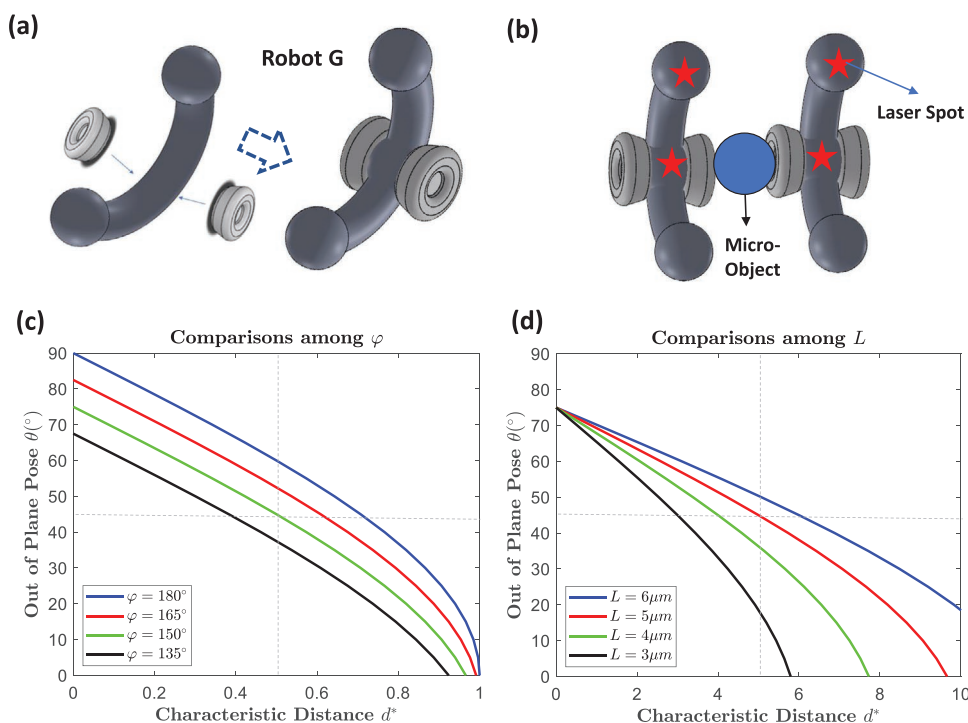 (a)
Robot G
(b)
Laser Spot
Micro-
Object
(c)
Comparisons among φ
Out of Plane Pose θ(°)
90
80
70
60
50
40
30
20
10
0
φ = 180°
φ = 165°
φ = 150°
φ = 135°
0 0.2 0.4 0.6 0.8 1
Characteristic Distance d*
(d)
Comparisons among L
Out of Plane Pose θ(°)
90
80
70
60
50
40
30
20
10
0
L = 6μm
L = 5μm
L = 4μm
L = 3μm
0 2 4 6 8 10
Characteristic Distance d*